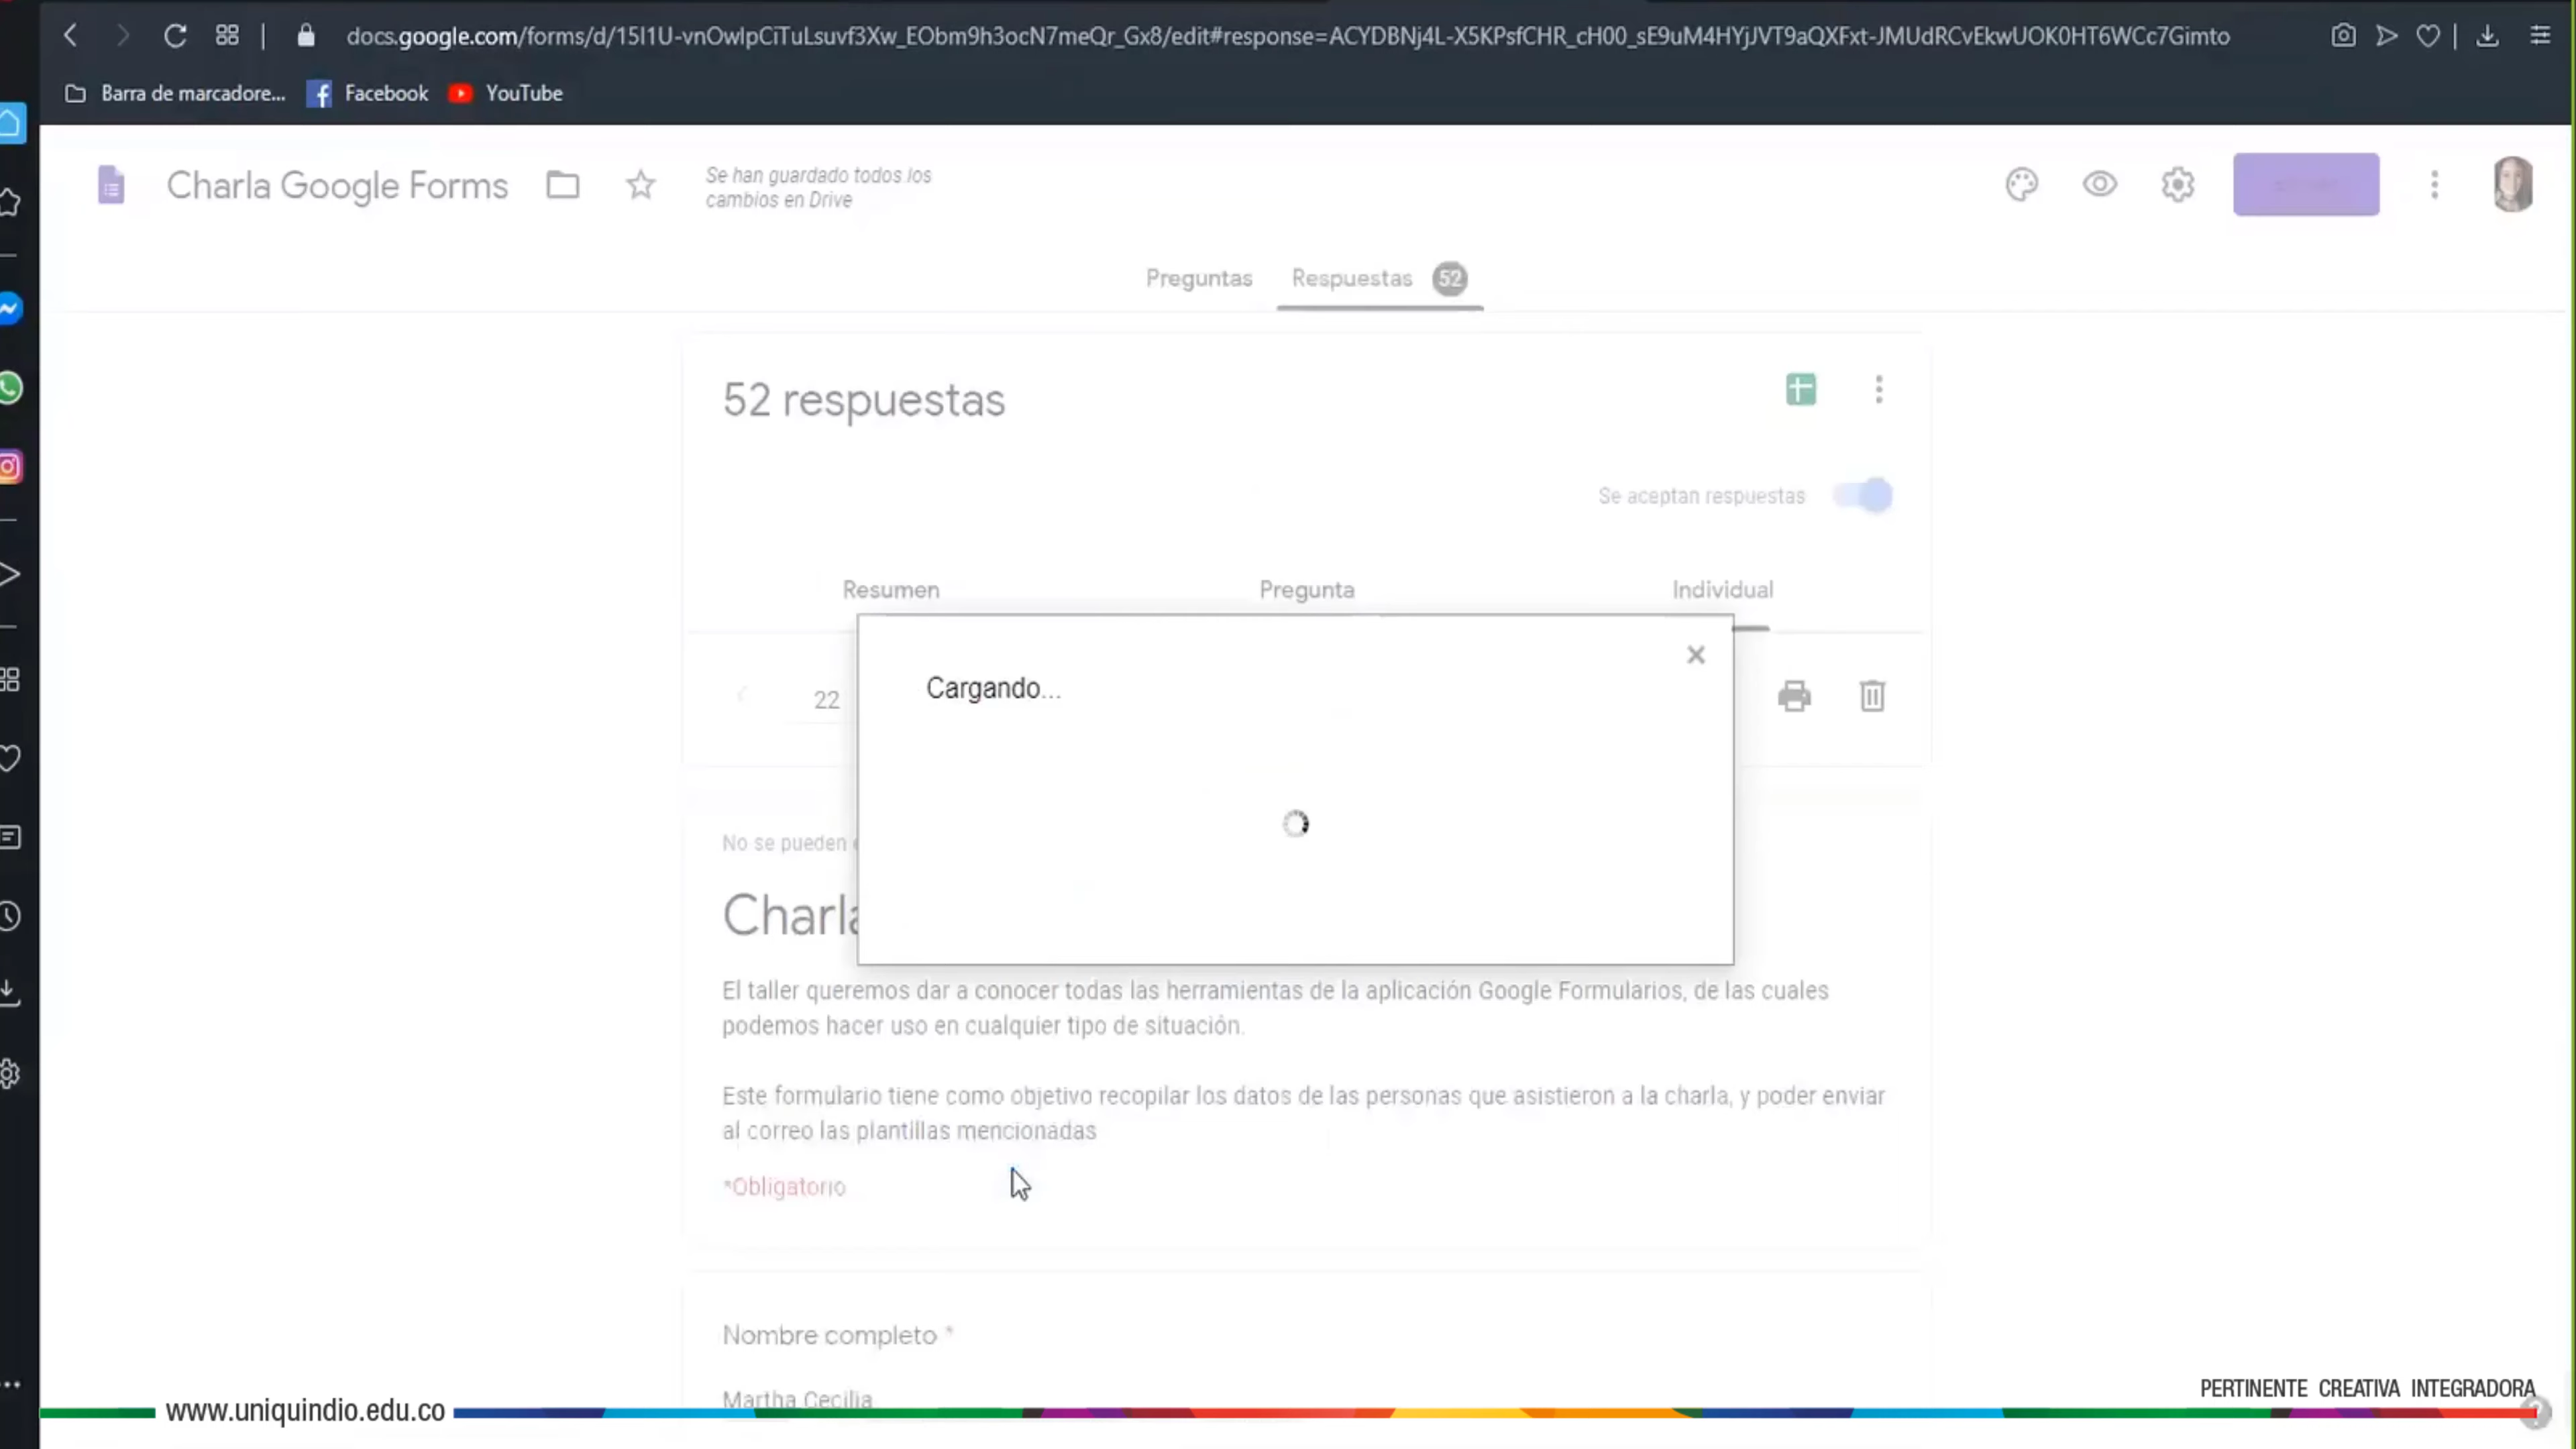 docs.google.com/forms/d/15I1U-vnOwlpCiTuLsuvf3Xw_EObm9h3ocN7meQr_Gx8/edit#response=ACYDBNj4L-X5KPsfCHR_cH00_sE9uM4HYjJVT9aQXFxt-JMUdRCvEkwUOK0HT6WCc7Gimto
Barra de marcadore... Facebook YouTube
Charla Google Forms
Se han guardado todos los
cambios en Drive
Preguntas Respuestas 52
52 respuestas
Se aceptan respuestas
Resumen Pregunta Individual
Cargando...
22
No se pueden
Charla
El taller queremos dar a conocer todas las herramientas de la aplicación Google Formularios, de las cuales
podemos hacer uso en cualquier tipo de situación.
Este formulario tiene como objetivo recopilar los datos de las personas que asistieron a la charla, y poder enviar
al correo las plantillas mencionadas
*Obligatorio
Nombre completo *
Martha Cecilia
PERTINENTE CREATIVA INTEGRADORA
www.uniquindio.edu.co